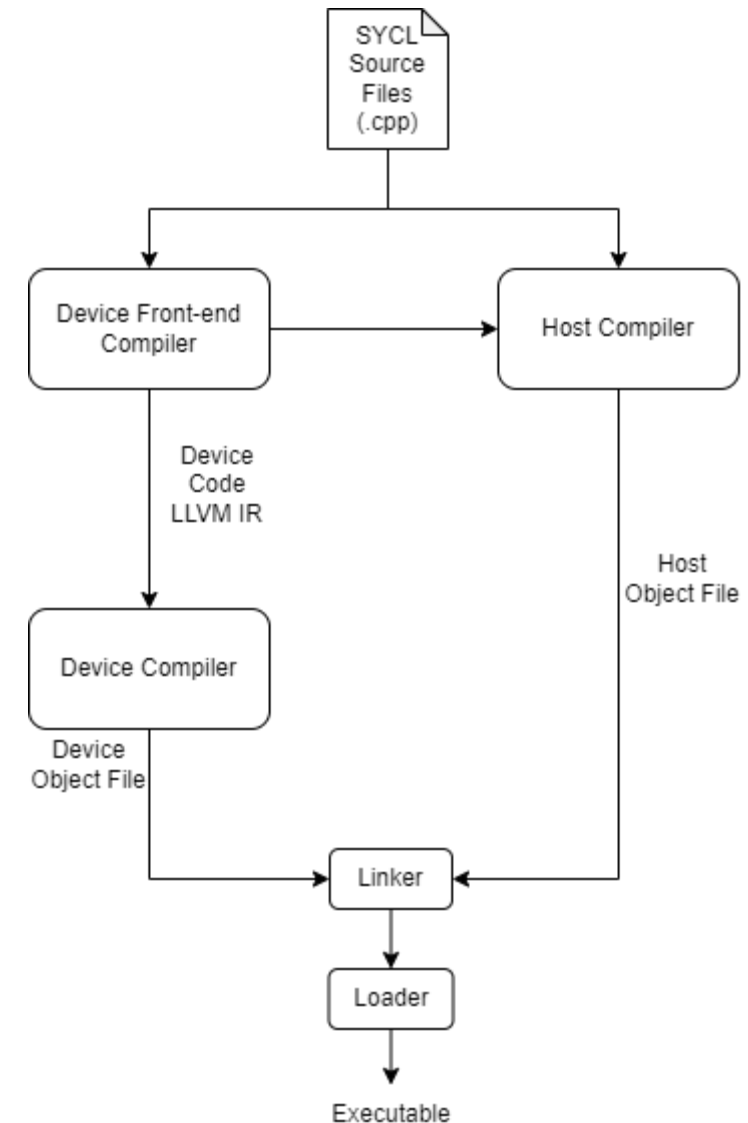 SYCL
Source
Files
(.cpp)
Device Front-end
Compiler
Host Compiler
Device
Code
LLVM IR
Host
Object File
Device Compiler
Device
Object File
Linker
Loader
Executable